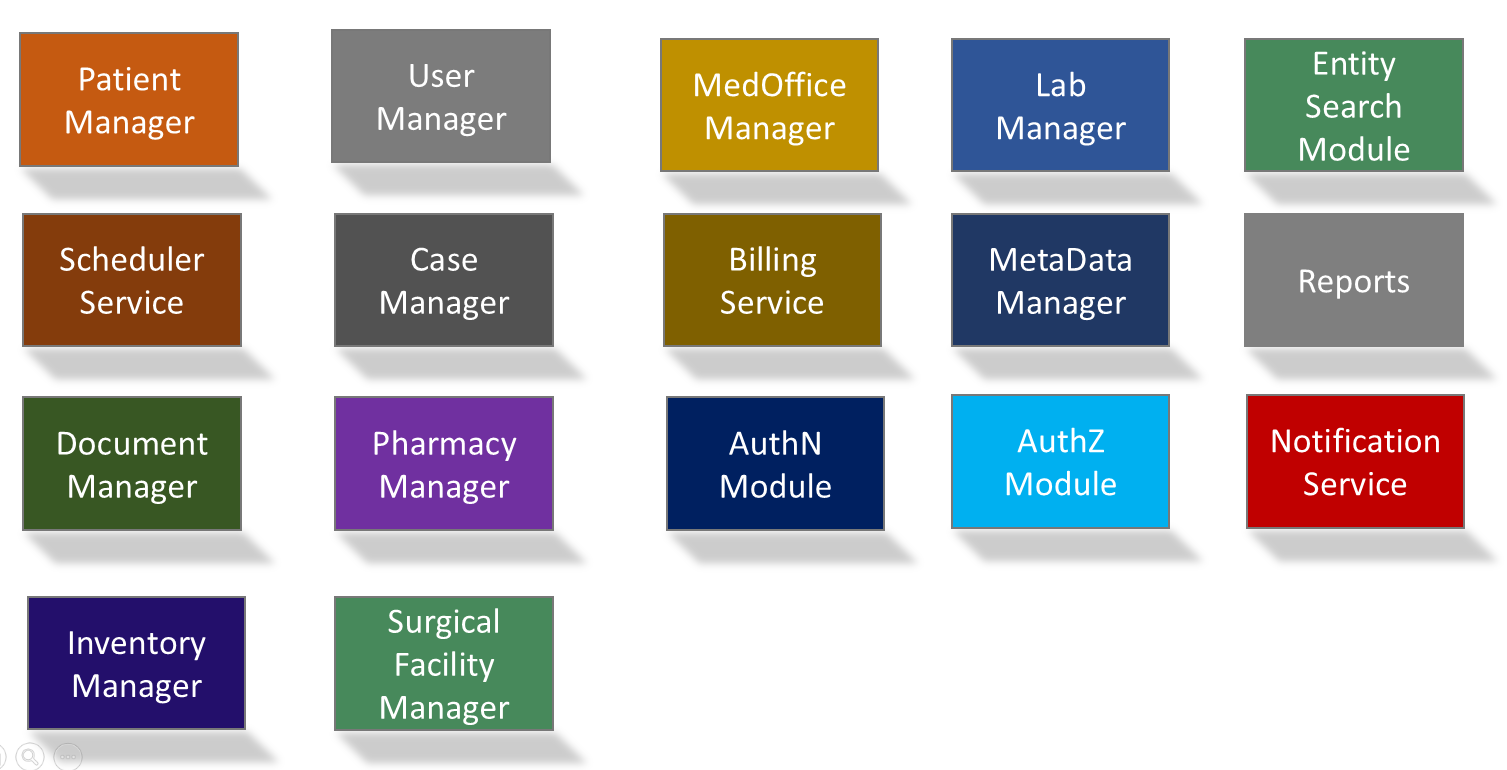 Patient
Manager
User
Manager
MedOffice
Manager
Lab
Manager
Entity
Search
Module
Scheduler
Service
Case
Manager
Billing
Service
MetaData
Manager
Reports
Document
Manager
Pharmacy
Manager
AuthN
Module
AuthZ
Module
Notification
Service
Inventory
Manager
Surgical
Facility
Manager